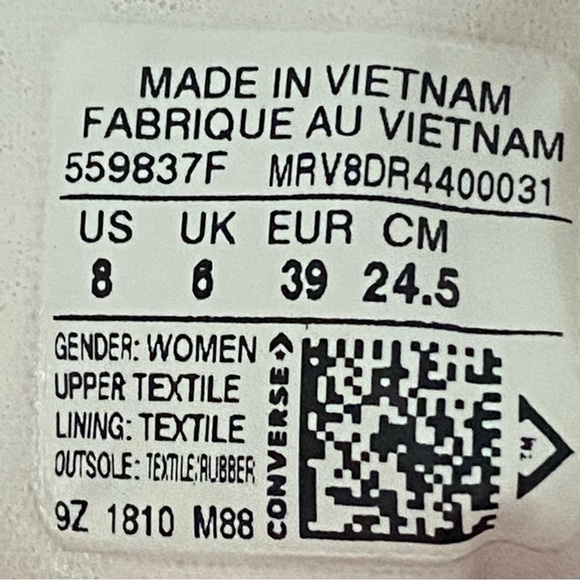 MADE IN VIETNAM
FABRIQUE AU VIETNAM
559837F MRV8DR4400031
US UK EUR CM
8 6 39 24.5
GENDER: WOMEN
UPPER TEXTILE
LINING: TEXTILE
OUTSOLE: TEXTILE/RUBBER
9Z 1810 M88
CONVERSE
TM